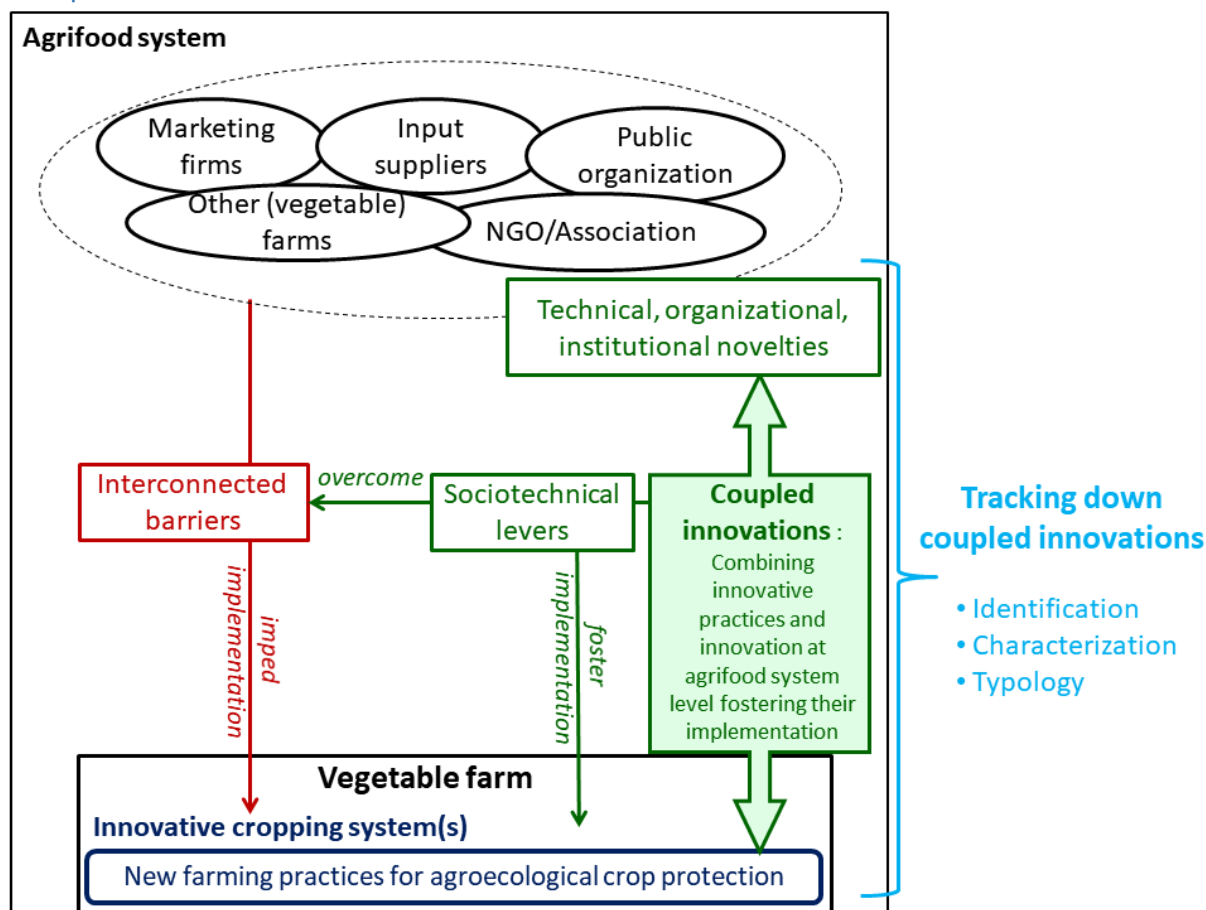 Agrifood system
Marketing
firms
Input
suppliers
Public
organization
Other (vegetable)
farms
NGO/Association
Technical, organizational,
institutional novelties
Interconnected
barriers
overcome
Sociotechnical
levers
Coupled
innovations :
Combining
innovative
practices and
innovation at
agrifood system
level fostering their
implementation
imped
implementation
foster
implementation
Tracking down
coupled innovations
• Identification
• Characterization
• Typology
Vegetable farm
Innovative cropping system(s)
New farming practices for agroecological crop protection